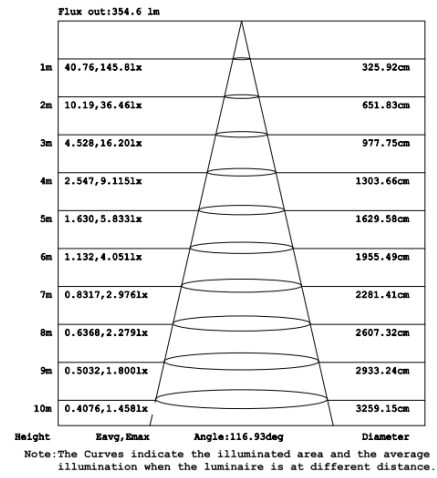 Flux out:354.6 lm
1m 40.76,145.8lx 325.92cm
2m 10.19,36.46lx 651.83cm
3m 4.528,16.20lx 977.75cm
4m 2.547,9.115lx 1303.66cm
5m 1.630,5.833lx 1629.58cm
6m 1.132,4.051lx 1955.49cm
7m 0.8317,2.976lx 2281.41cm
8m 0.6368,2.279lx 2607.32cm
9m 0.5032,1.800lx 2933.24cm
10m 0.4076,1.458lx 3259.15cm
Height Eavg,Emax Angle:116.93deg Diameter
Note:The Curves indicate the illuminated area and the average
illumination when the luminaire is at different distance.